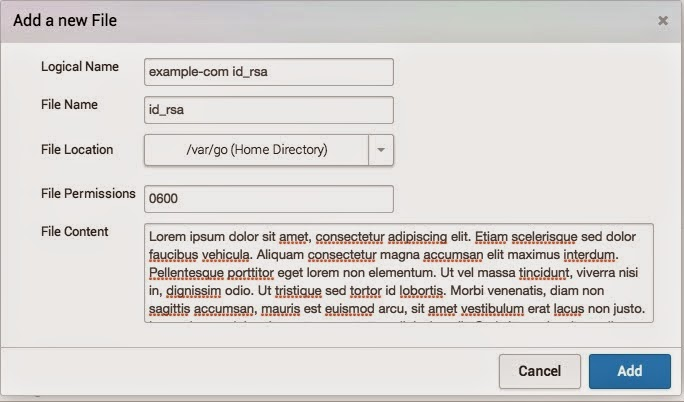 Add a new File
Logical Name
example-com id_rsa
File Name
id_rsa
File Location
/var/go (Home Directory)
File Permissions
0600
File Content
Lorem ipsum dolor sit amet, consectetur adipiscing elit. Etiam scelerisque sed dolor
faucibus vehicula. Aliquam consectetur magna accumsan elit maximus interdum.
Pellentesque porttitor eget lorem non elementum. Ut vel massa tincidunt, viverra nisi
in, dignissim odio. Ut tristique sed tortor id lobortis. Morbi venenatis, diam non
sagittis accumsan, mauris est euismod arcu, sit amet vestibulum erat lacus non justo.
Cancel
Add